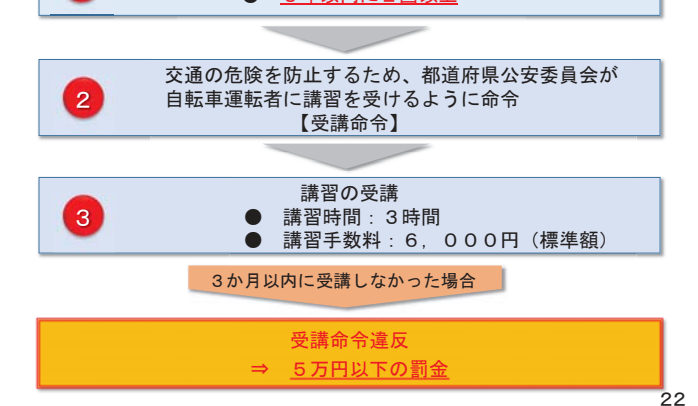 ②
交通の危険を防止するため、都道府県公安委員会が
自転車運転者に講習を受けるように命令
【受講命令】
③
講習の受講
● 講習時間：３時間
● 講習手数料：６，０００円（標準額）
３か月以内に受講しなかった場合
受講命令違反
⇒ ５万円以下の罰金
22